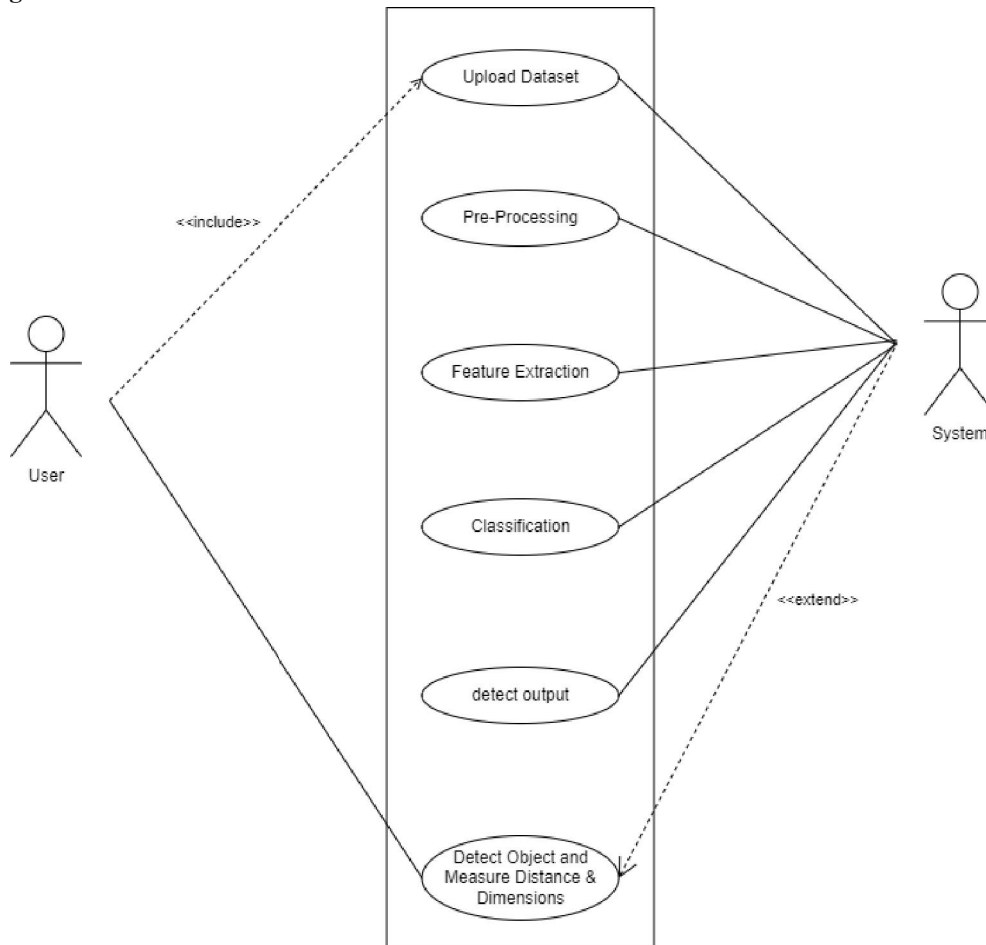 Upload Dataset
Pre-Processing
<<include>>
Feature Extraction
User
System
Classification
<<extend>>
detect output
Detect Object and
Measure Distance &
Dimensions